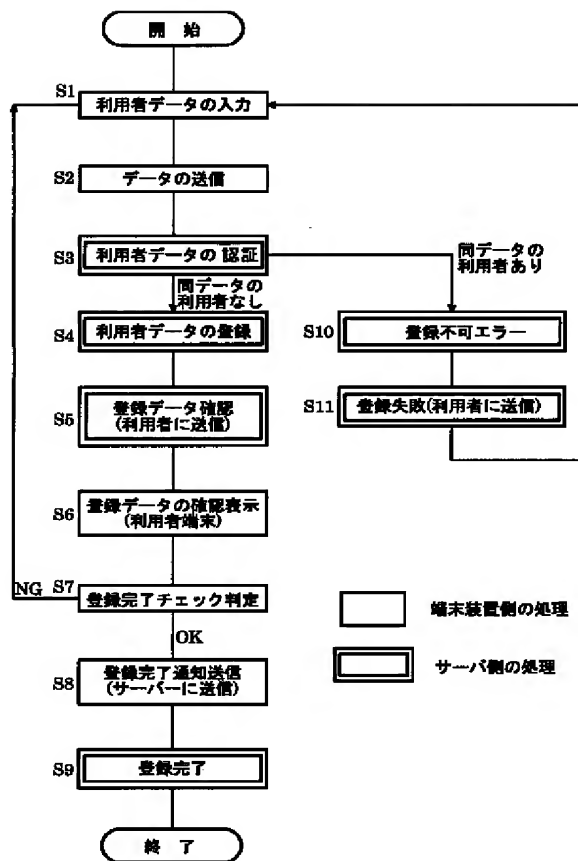 開 始
S1
利用者データの入力
S2
データの送信
S3
利用者データの 認証
同データの
利用者あり
同データの
利用者なし
S4
利用者データの登録
S10
登録不可エラー
S5
登録データ確認
(利用者に送信)
S11
登録失敗(利用者に送信)
S6
登録データの確認表示
(利用者端末)
NG
S7
登録完了チェック判定
OK
端末装置側の処理
S8
登録完了通知送信
(サーバーに送信)
サーバ側の処理
S9
登録完了
終 了